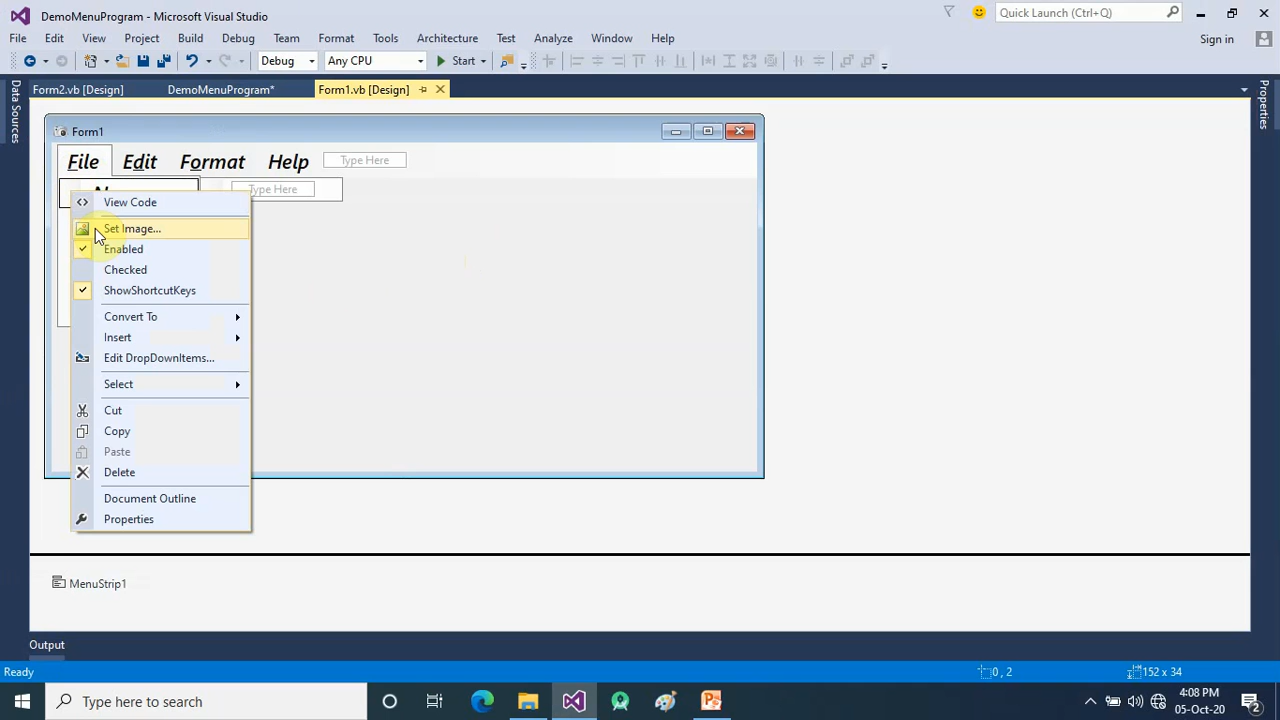 DemoMenuProgram - Microsoft Visual Studio
Quick Launch (Ctrl+Q)
File Edit View Project Build Debug Team Format Tools Architecture Test Analyze Window Help
Sign in
Debug Any CPU Start
Form2.vb [Design] DemoMenuProgram* Form1.vb [Design]
Data Sources
Properties
Form1
File Edit Format Help Type Here
Type Here
View Code
Set Image...
Enabled
Checked
ShowShortcutKeys
Convert To
Insert
Edit DropDownItems...
Select
Cut
Copy
Paste
Delete
Document Outline
Properties
MenuStrip1
Output
Ready 0 , 2 152 x 34
Type here to search
4:08 PM
05-Oct-20
2